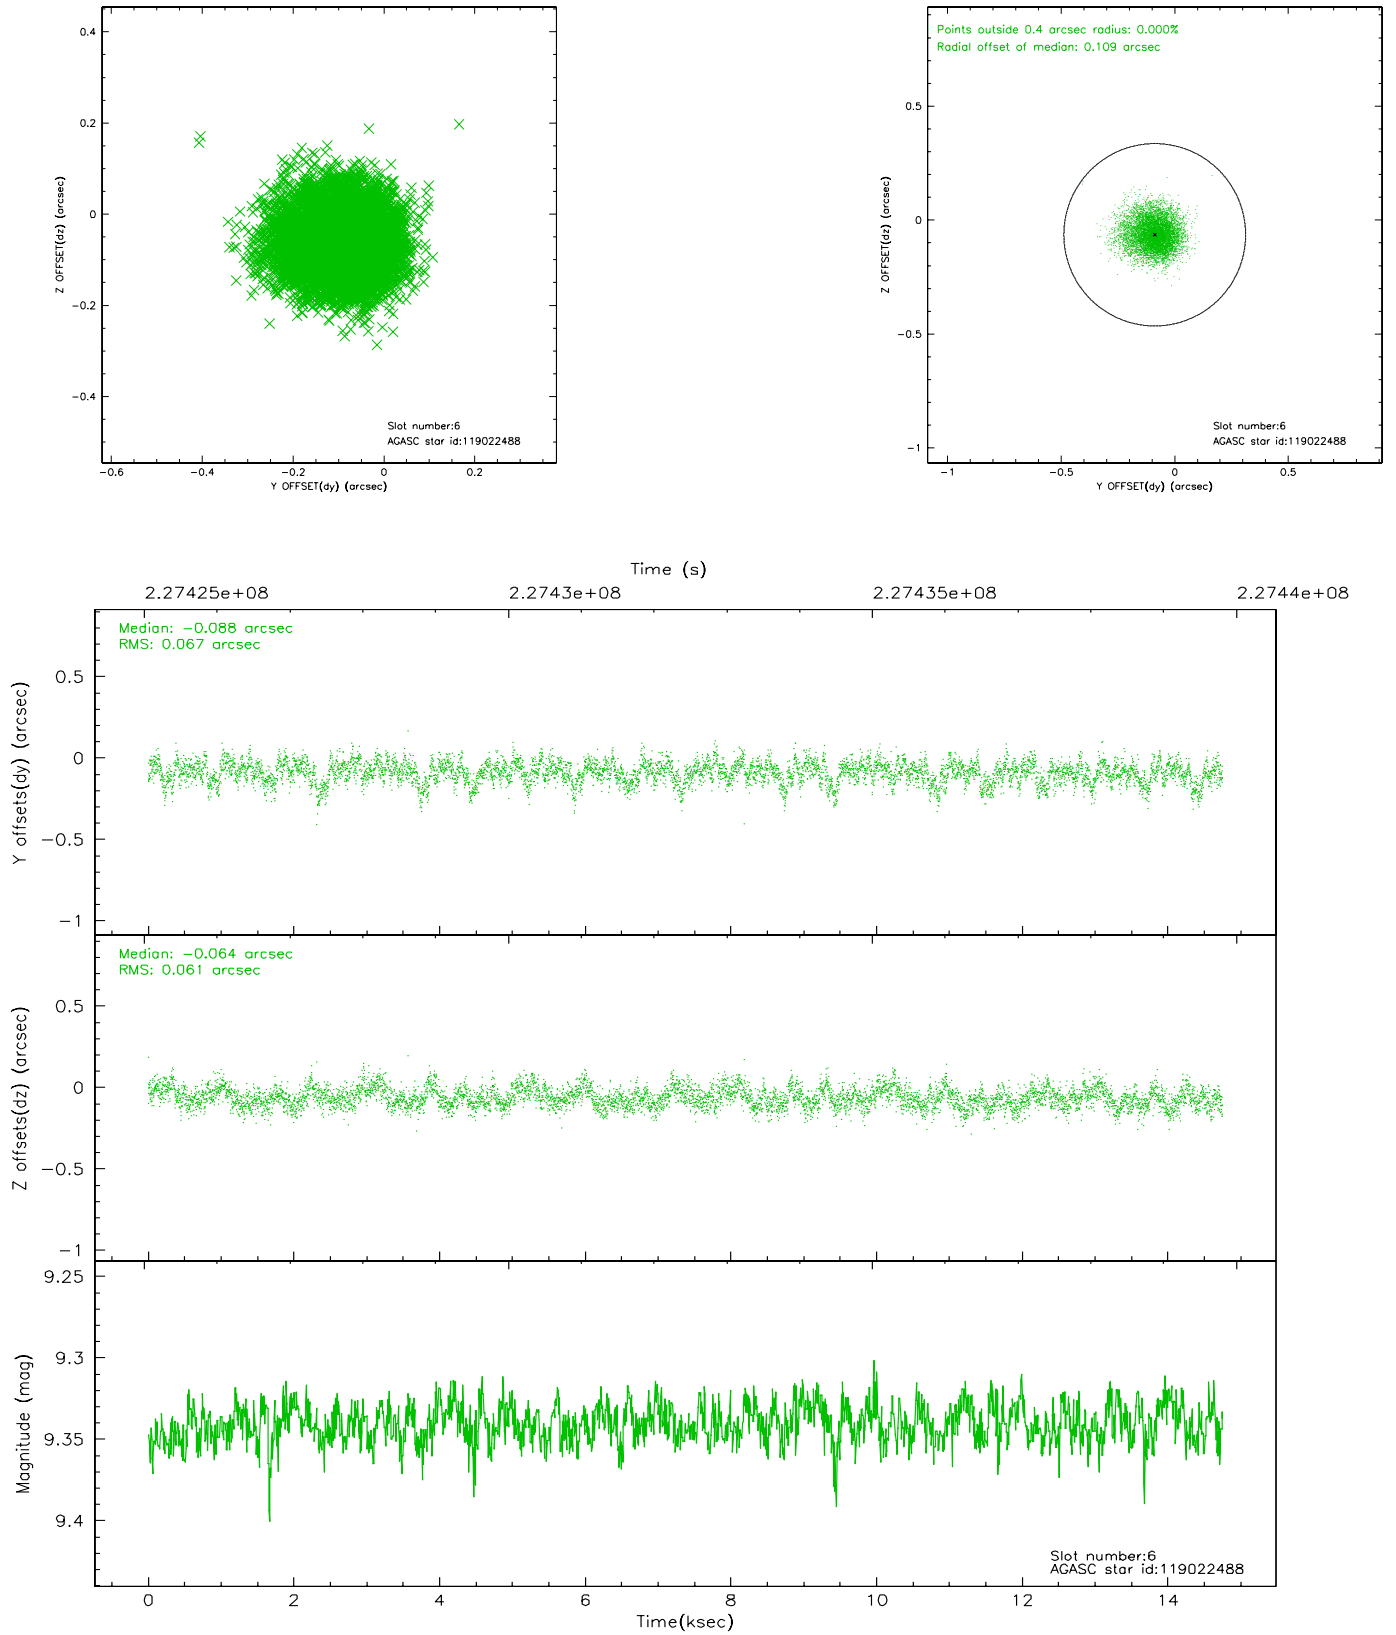 0.4
0.2
0
-0.2
-0.4
Z OFFSET(dz) (arcsec)
Slot number:6
AGASC star id:119022488
-0.6
-0.4
-0.2
0
0.2
Y OFFSET(dy) (arcsec)
Points outside 0.4 arcsec radius: 0.000%
Radial offset of median: 0.109 arcsec
0.5
0
-0.5
-1
Z OFFSET(dz) (arcsec)
Slot number:6
AGASC star id:119022488
-1
-0.5
0
0.5
Y OFFSET(dy) (arcsec)
Time (s)
2.27425e+08
2.2743e+08
2.27435e+08
2.2744e+08
Median: -0.088 arcsec
RMS: 0.067 arcsec
0.5
0
-0.5
-1
Y offsets(dy) (arcsec)
Median: -0.064 arcsec
RMS: 0.061 arcsec
0.5
0
-0.5
-1
Z offsets(dz) (arcsec)
9.25
9.3
9.35
9.4
Magnitude (mag)
Slot number:6
AGASC star id:119022488
0
2
4
6
8
10
12
14
Time(ksec)